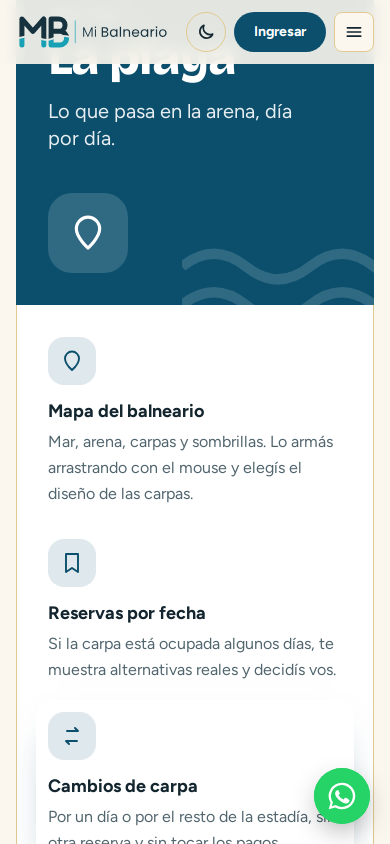 MB | Mi Balneario
Ingresar
La playa
Lo que pasa en la arena, día
por día.
Mapa del balneario
Mar, arena, carpas y sombrillas. Lo armás
arrastrando con el mouse y elegís el
diseño de las carpas.
Reservas por fecha
Si la carpa está ocupada algunos días, te
muestra alternativas reales y decidís vos.
Cambios de carpa
Por un día o por el resto de la estadía, sin
otra reserva y sin tocar los pagos.